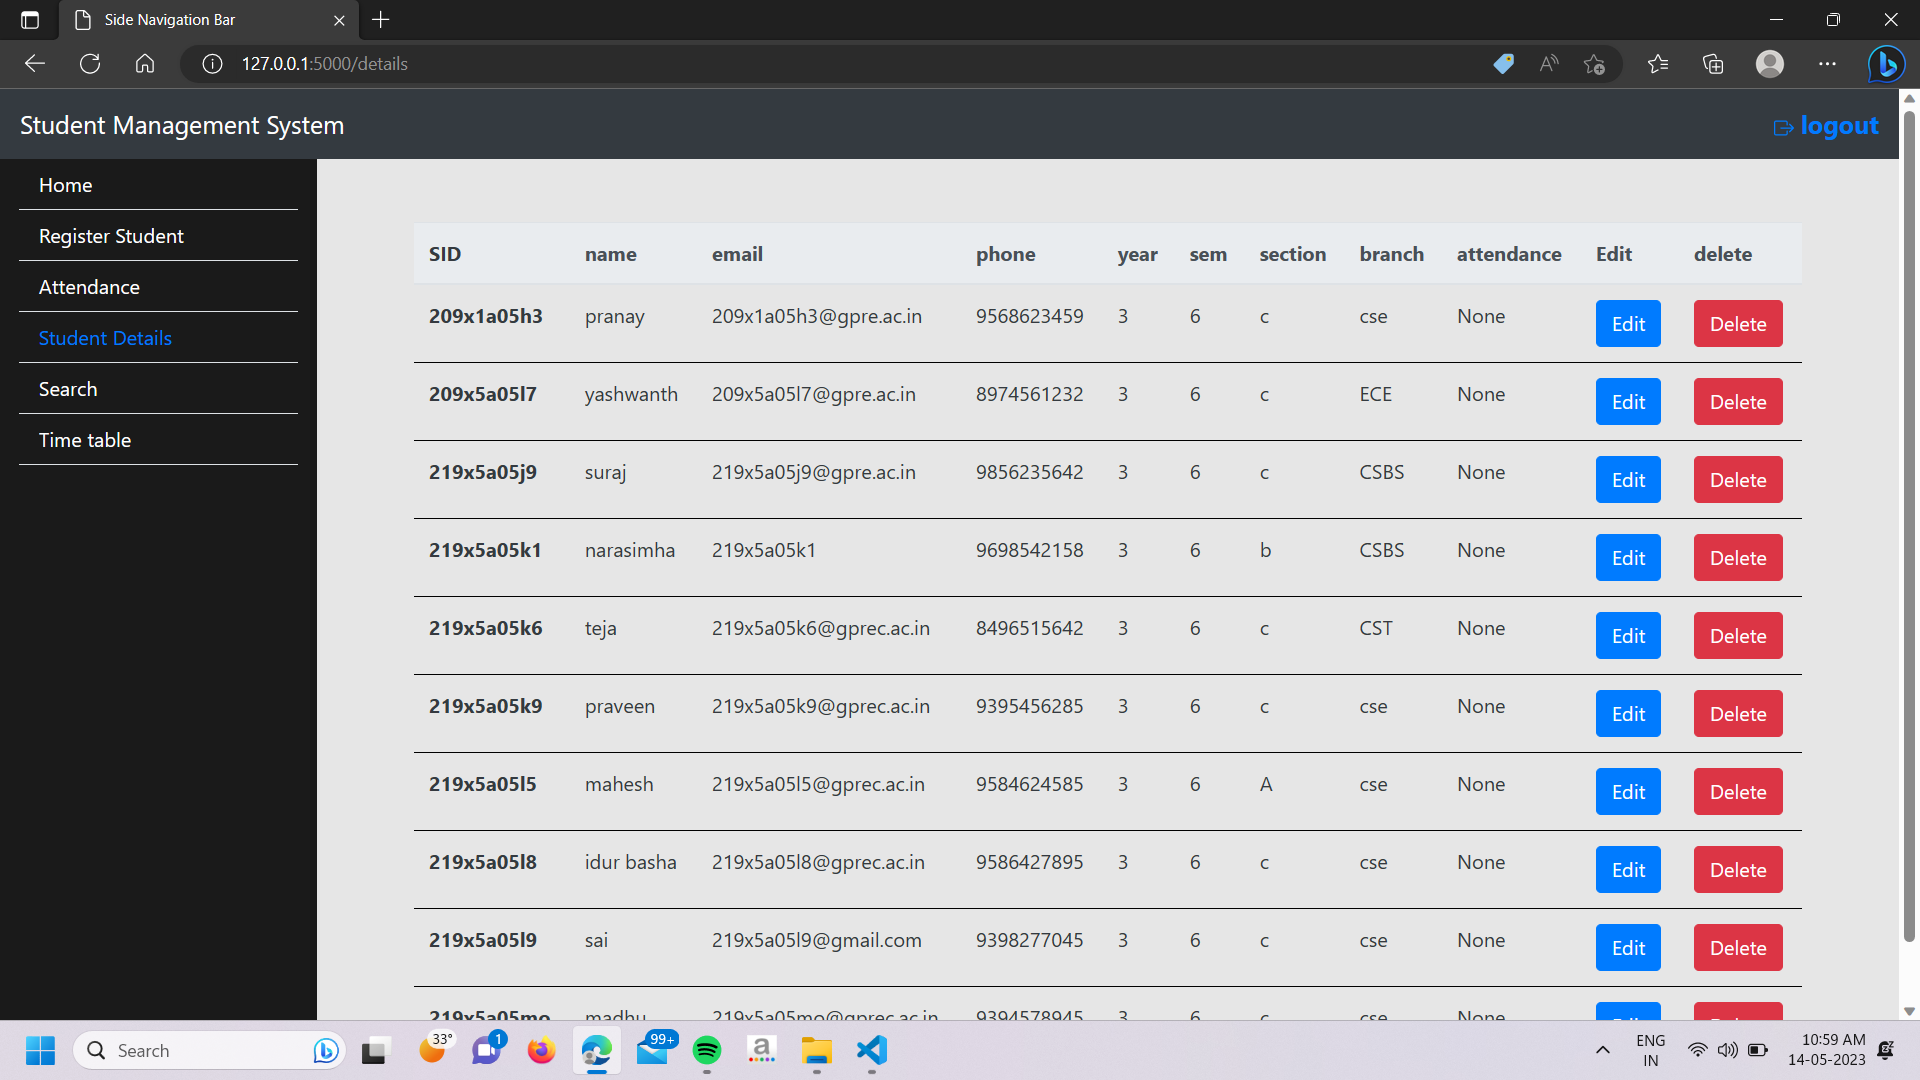 Side Navigation Bar
127.0.0.1:5000/details
Student Management System
logout
Home
Register Student
Attendance
Student Details
Search
Time table
SID name email phone year sem section branch attendance Edit delete
209x1a05h3 pranay 209x1a05h3@gpre.ac.in 9568623459 3 6 c cse None Edit Delete
209x5a05l7 yashwanth 209x5a05l7@gpre.ac.in 8974561232 3 6 c ECE None Edit Delete
219x5a05j9 suraj 219x5a05j9@gpre.ac.in 9856235642 3 6 c CSBS None Edit Delete
219x5a05k1 narasimha 219x5a05k1 9698542158 3 6 b CSBS None Edit Delete
219x5a05k6 teja 219x5a05k6@gprec.ac.in 8496515642 3 6 c CST None Edit Delete
219x5a05k9 praveen 219x5a05k9@gprec.ac.in 9395456285 3 6 c cse None Edit Delete
219x5a05l5 mahesh 219x5a05l5@gprec.ac.in 9584624585 3 6 A cse None Edit Delete
219x5a05l8 idur basha 219x5a05l8@gprec.ac.in 9586427895 3 6 c cse None Edit Delete
219x5a05l9 sai 219x5a05l9@gmail.com 9398277045 3 6 c cse None Edit Delete
219x5a05mo madhu 219x5a05mo@gprec.ac.in 9394578945 3 6 c cse None
Search
33°
1
99+
a
ENG
IN
10:59 AM
14-05-2023